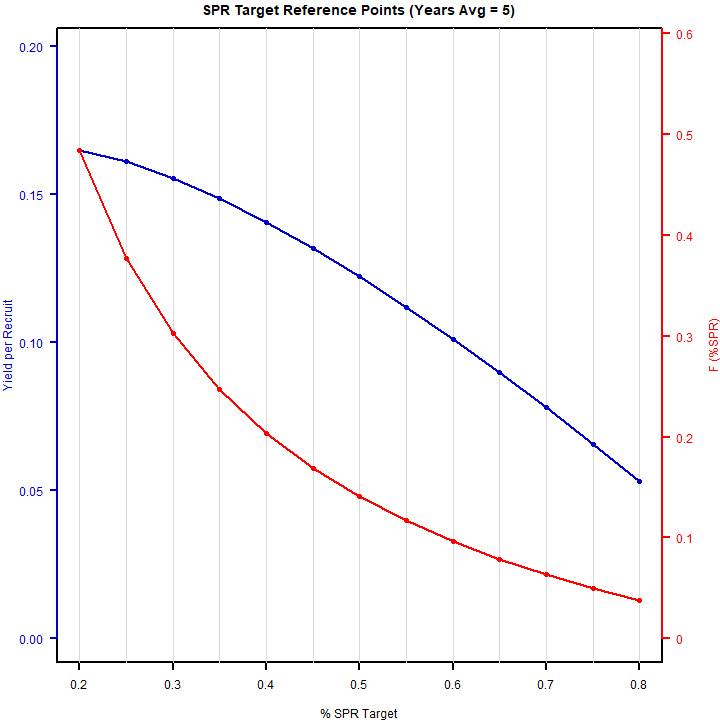 SPR Target Reference Points (Years Avg = 5)
0.20
0.15
0.10
0.05
0.00
Yield per Recruit
0.6
0.5
0.4
0.3
0.2
0.1
0
F (%SPR)
0.2 0.3 0.4 0.5 0.6 0.7 0.8
% SPR Target